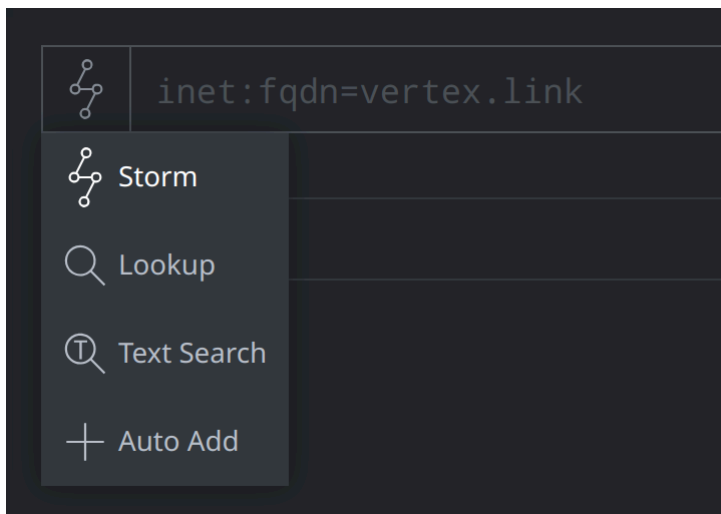 inet:fqdn=vertex.link
Storm
Lookup
Text Search
Auto Add